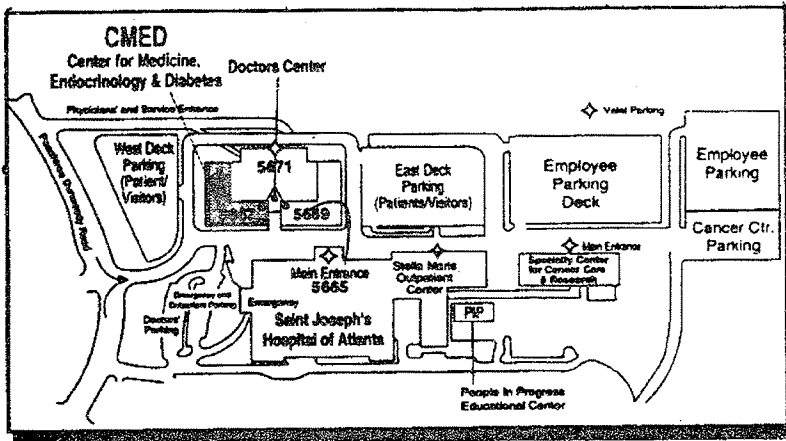 CMED
Center for Medicine,
Endocrinology & Diabetes
Doctors Center
Physicians' and Service Entrance
Valet Parking
West Deck
Parking
(Patient/
Visitors)
5671
5669
East Deck
Parking
(Patients/Visitors)
Employee
Parking
Deck
Employee
Parking
Cancer Ctr.
Parking
Main Entrance
5665
Stella Maris
Outpatient
Center
Main Entrance
Specialty Center
for Cancer Care
& Research
Emergency and
Outpatient Parking
Doctors'
Parking
Emergency
Saint Joseph's
Hospital of Atlanta
PIP
People In Progress
Educational Center